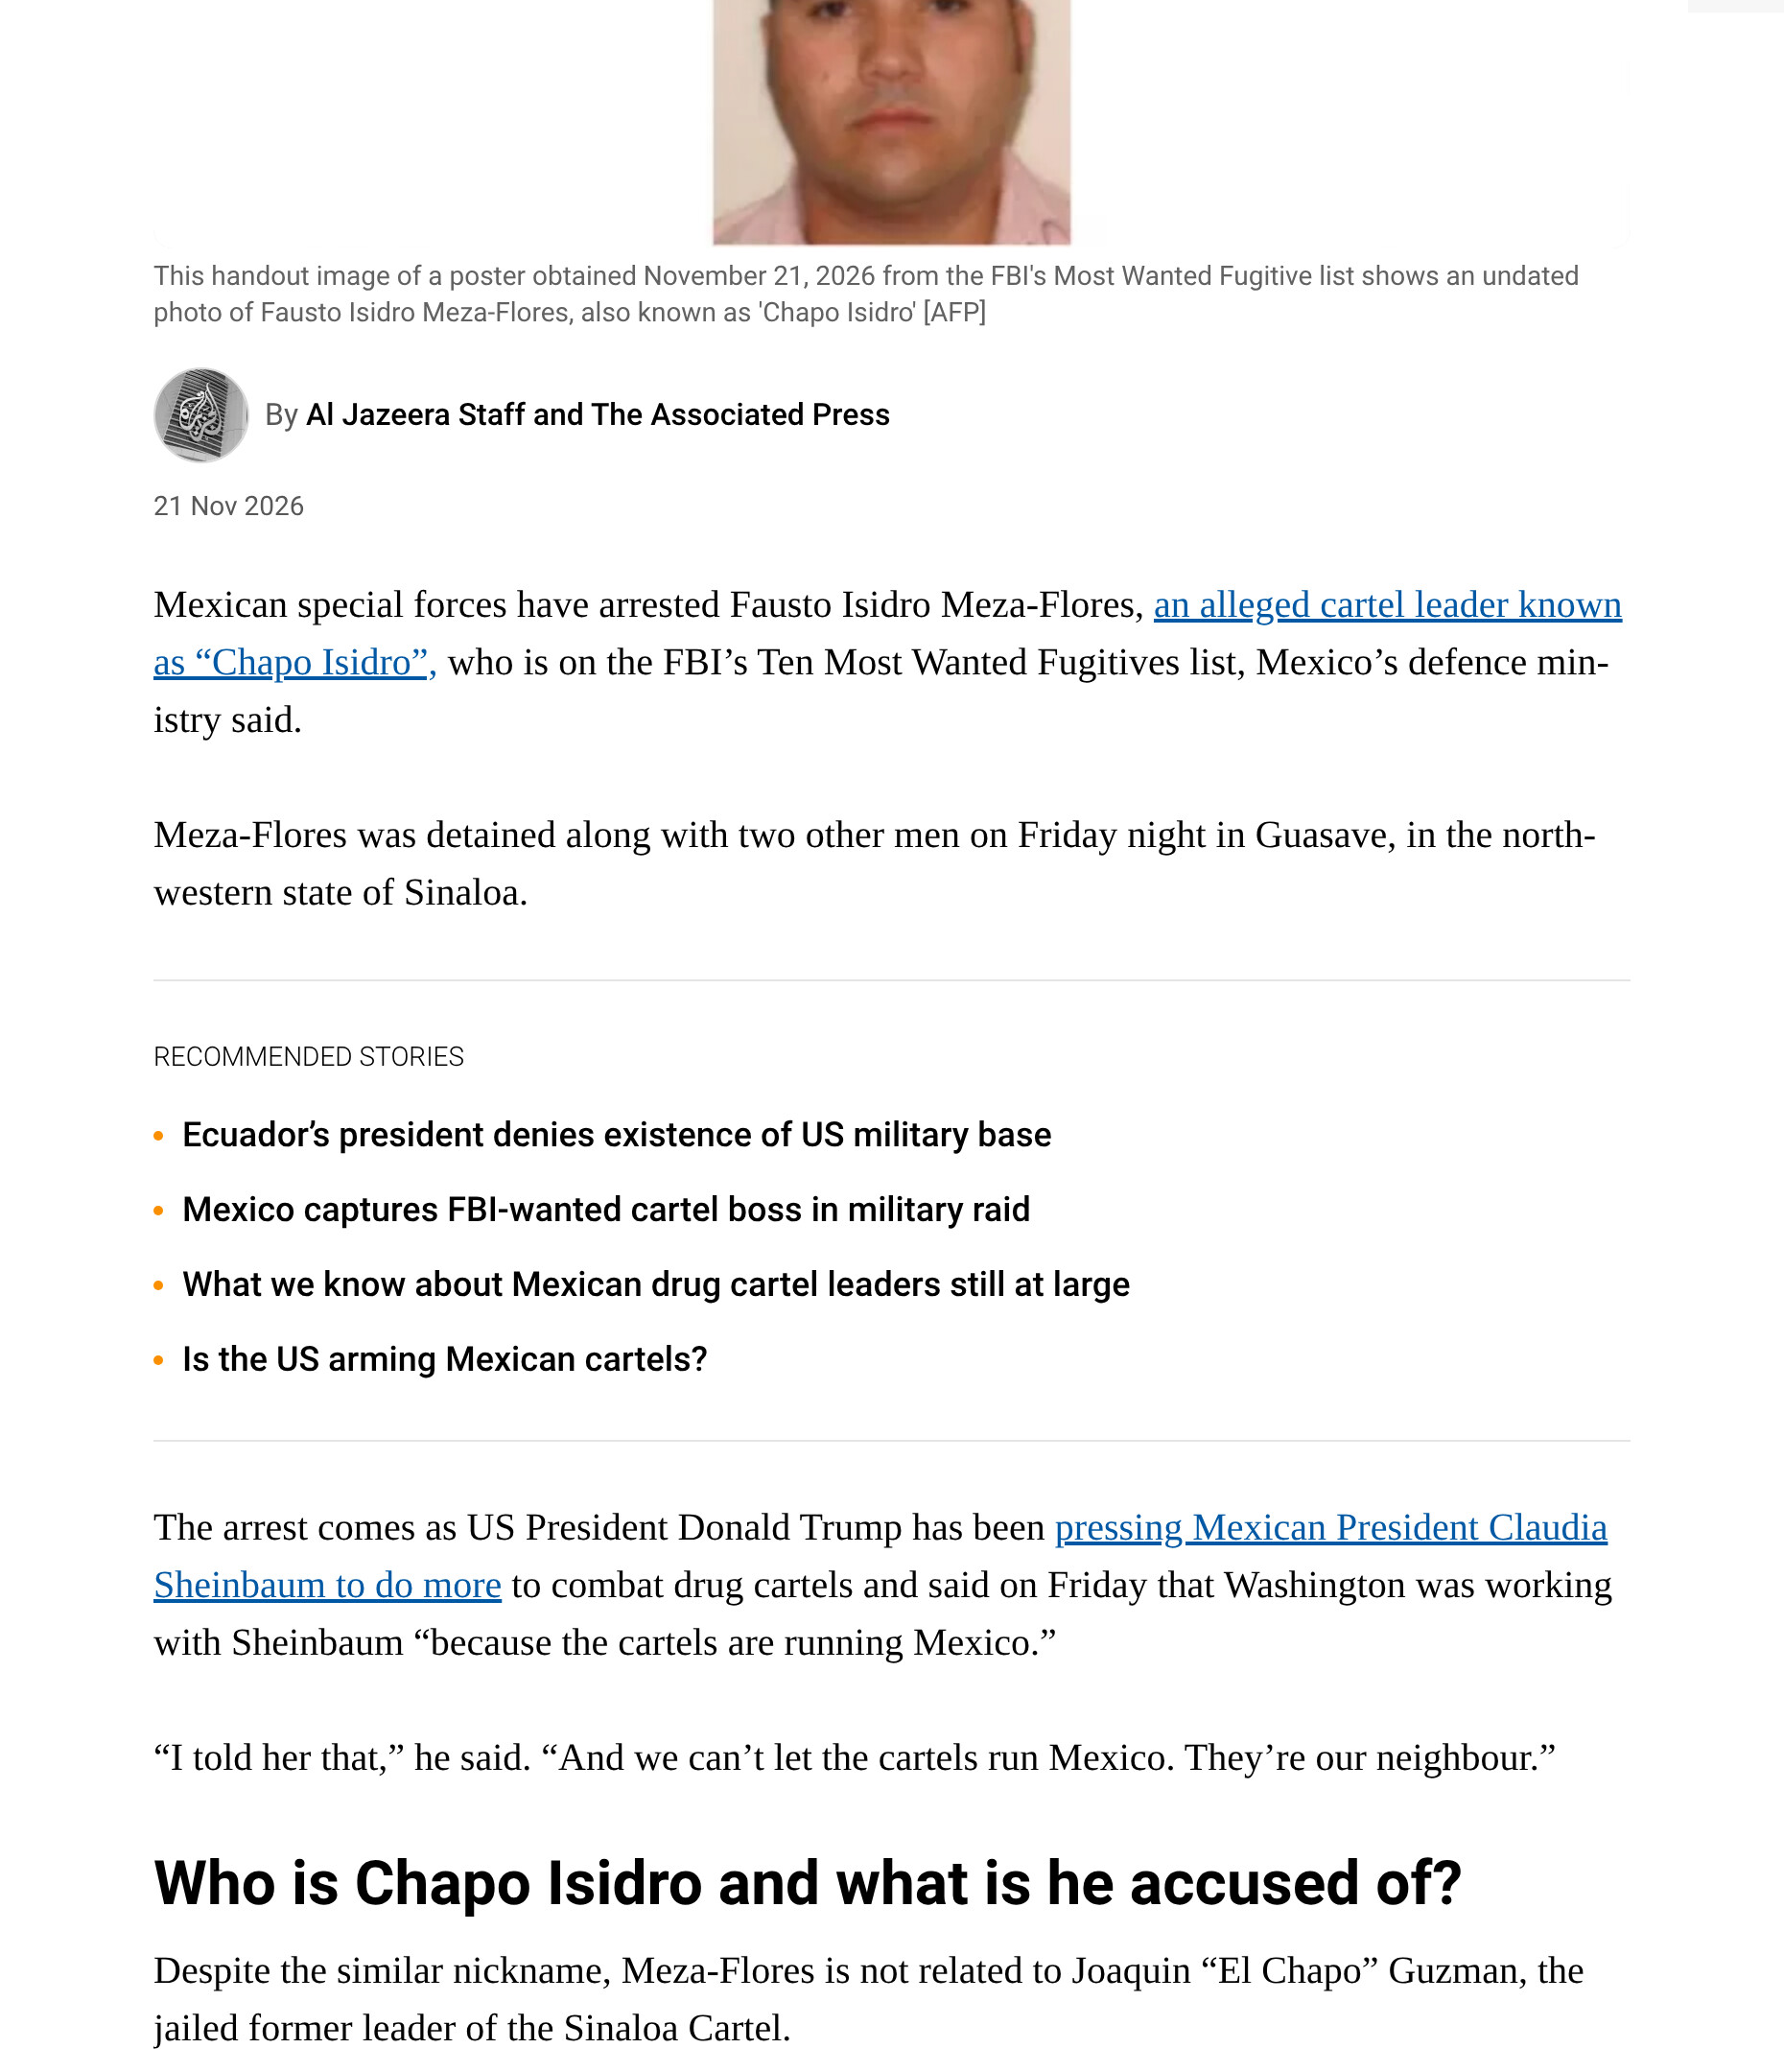 This handout image of a poster obtained November 21, 2026 from the FBI's Most Wanted Fugitive list shows an undated
photo of Fausto Isidro Meza-Flores, also known as 'Chapo Isidro' [AFP]
By Al Jazeera Staff and The Associated Press
21 Nov 2026
Mexican special forces have arrested Fausto Isidro Meza-Flores, an alleged cartel leader known
as “Chapo Isidro”, who is on the FBI’s Ten Most Wanted Fugitives list, Mexico’s defence min-
istry said.
Meza-Flores was detained along with two other men on Friday night in Guasave, in the north-
western state of Sinaloa.
RECOMMENDED STORIES
• Ecuador’s president denies existence of US military base
• Mexico captures FBI-wanted cartel boss in military raid
• What we know about Mexican drug cartel leaders still at large
• Is the US arming Mexican cartels?
The arrest comes as US President Donald Trump has been pressing Mexican President Claudia
Sheinbaum to do more to combat drug cartels and said on Friday that Washington was working
with Sheinbaum “because the cartels are running Mexico.”
“I told her that,” he said. “And we can’t let the cartels run Mexico. They’re our neighbour.”
Who is Chapo Isidro and what is he accused of?
Despite the similar nickname, Meza-Flores is not related to Joaquin “El Chapo” Guzman, the
jailed former leader of the Sinaloa Cartel.